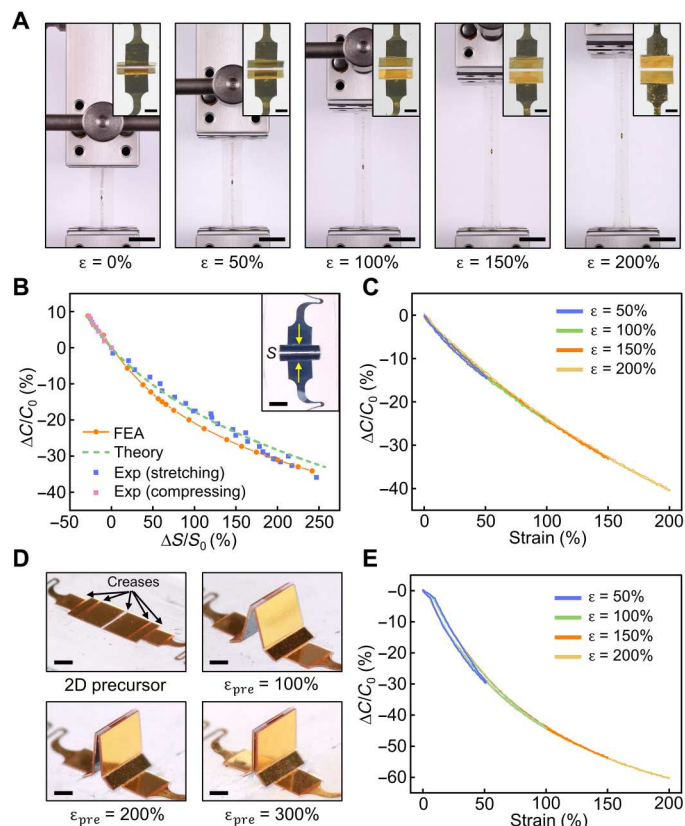 A
ε = 0%
ε = 50%
ε = 100%
ε = 150%
ε = 200%
B
ΔC/C₀ (%)
10
0
−10
−20
−30
−40
S
FEA
Theory
Exp (stretching)
Exp (compressing)
−50
0
50
100
150
200
250
ΔS/S₀ (%)
C
ΔC/C₀ (%)
0
−10
−20
−30
−40
ε = 50%
ε = 100%
ε = 150%
ε = 200%
0
50
100
150
200
Strain (%)
D
Creases
2D precursor
εpre = 100%
εpre = 200%
εpre = 300%
E
ΔC/C₀ (%)
−0
−10
−20
−30
−40
−50
−60
ε = 50%
ε = 100%
ε = 150%
ε = 200%
0
50
100
150
200
Strain (%)